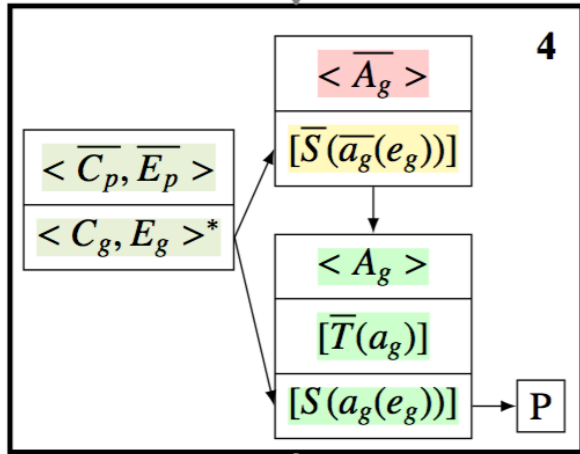 4
< \overline{A_g} >
[\overline{S}(\overline{a_g}(e_g))]
< \overline{C_p}, \overline{E_p} >
< C_g, E_g >*
< A_g >
[\overline{T}(a_g)]
[S(a_g(e_g))]
P